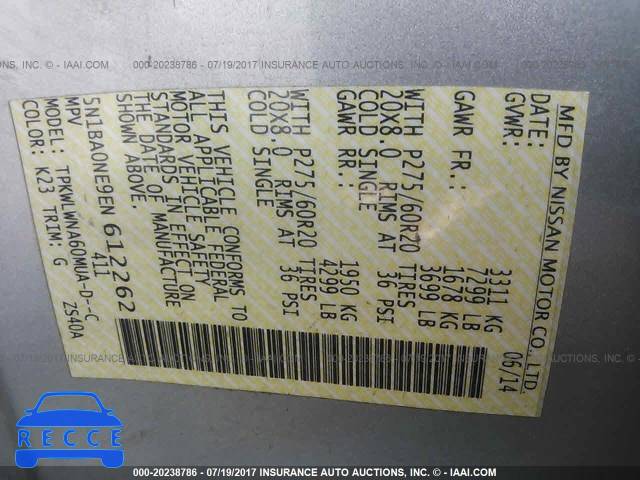 000-20238786 - 07/19/2017 INSURANCE AUTO AUCTIONS, INC. - © IAAI.COM
MFD BY NISSAN MOTOR CO., LTD.
DATE: 06/14
GVWR: 3311 KG
7299 LB
GAWR FR.: 1678 KG
3699 LB
WITH P275/60R20 TIRES
20X8.0 RIMS AT 36 PSI
COLD SINGLE
GAWR RR.: 1950 KG
4299 LB
WITH P275/60R20 TIRES
20X8.0 RIMS AT 36 PSI
COLD SINGLE
THIS VEHICLE CONFORMS TO
ALL APPLICABLE FEDERAL
MOTOR VEHICLE SAFETY
STANDARDS IN EFFECT ON
THE DATE OF MANUFACTURE
SHOWN ABOVE.
5N1BA0NE9EN 612262
MPV 411
MODEL: TPKWLWNA60MUA-D--C
COLOR: K23 TRIM: G ZS40A
RECCE
000-20238786 - 07/19/2017 INSURANCE AUTO AUCTIONS, INC. - © IAAI.COM